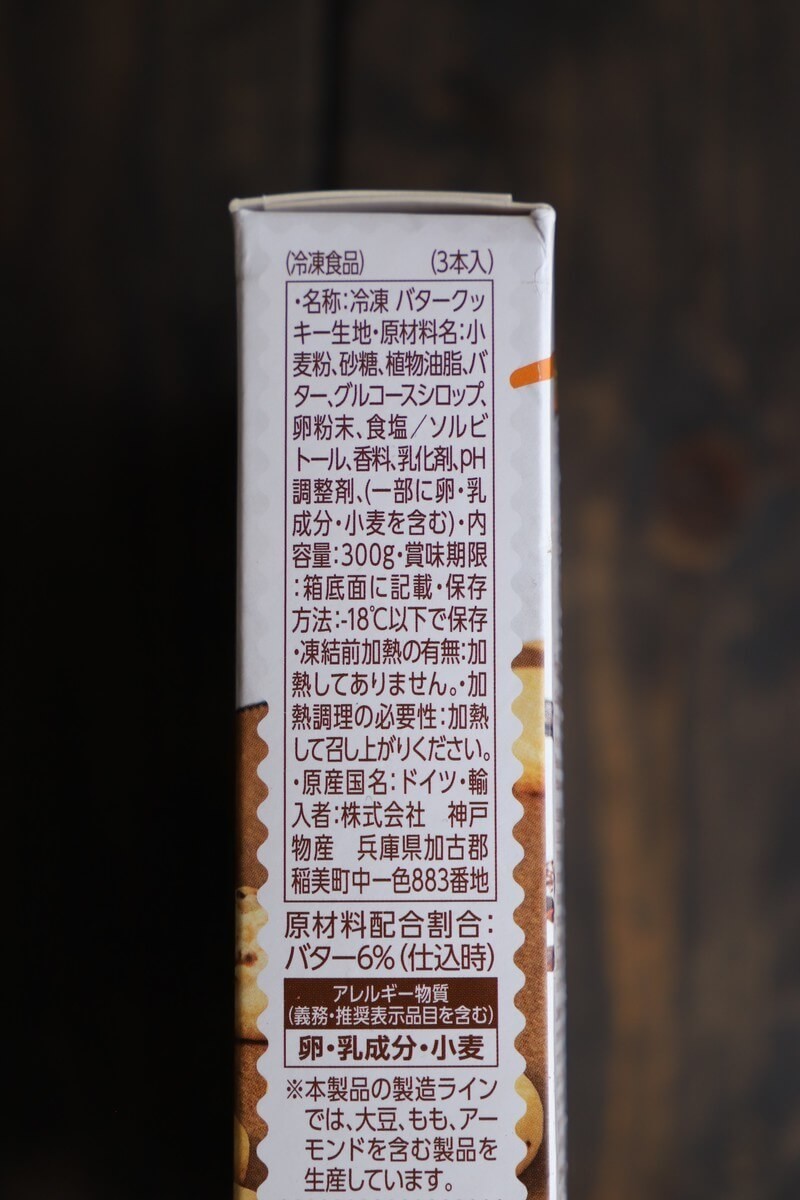 (冷凍食品) (3本入)
・名称:冷凍 バタークッ
キー生地・原材料名:小
麦粉、砂糖、植物油脂、バ
ター、グルコースシロップ、
卵粉末、食塩/ソルビ
トール、香料、乳化剤、pH
調整剤、(一部に卵・乳
成分・小麦を含む)・内
容量:300g・賞味期限
:箱底面に記載・保存
方法:-18℃以下で保存
・凍結前加熱の有無:加
熱してありません。・加
熱調理の必要性:加熱
して召し上がりください。
・原産国名:ドイツ・輸
入者:株式会社 神戸
物産 兵庫県加古郡
稲美町中一色883番地
原材料配合割合:
バター6%(仕込時)
アレルギー物質
(義務・推奨表示品目を含む)
卵・乳成分・小麦
※本製品の製造ライン
では、大豆、もも、アー
モンドを含む製品を
生産しています。